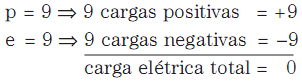 p = 9 ⇒ 9 cargas positivas = +9
e = 9 ⇒ 9 cargas negativas = −9
carga elétrica total = 0